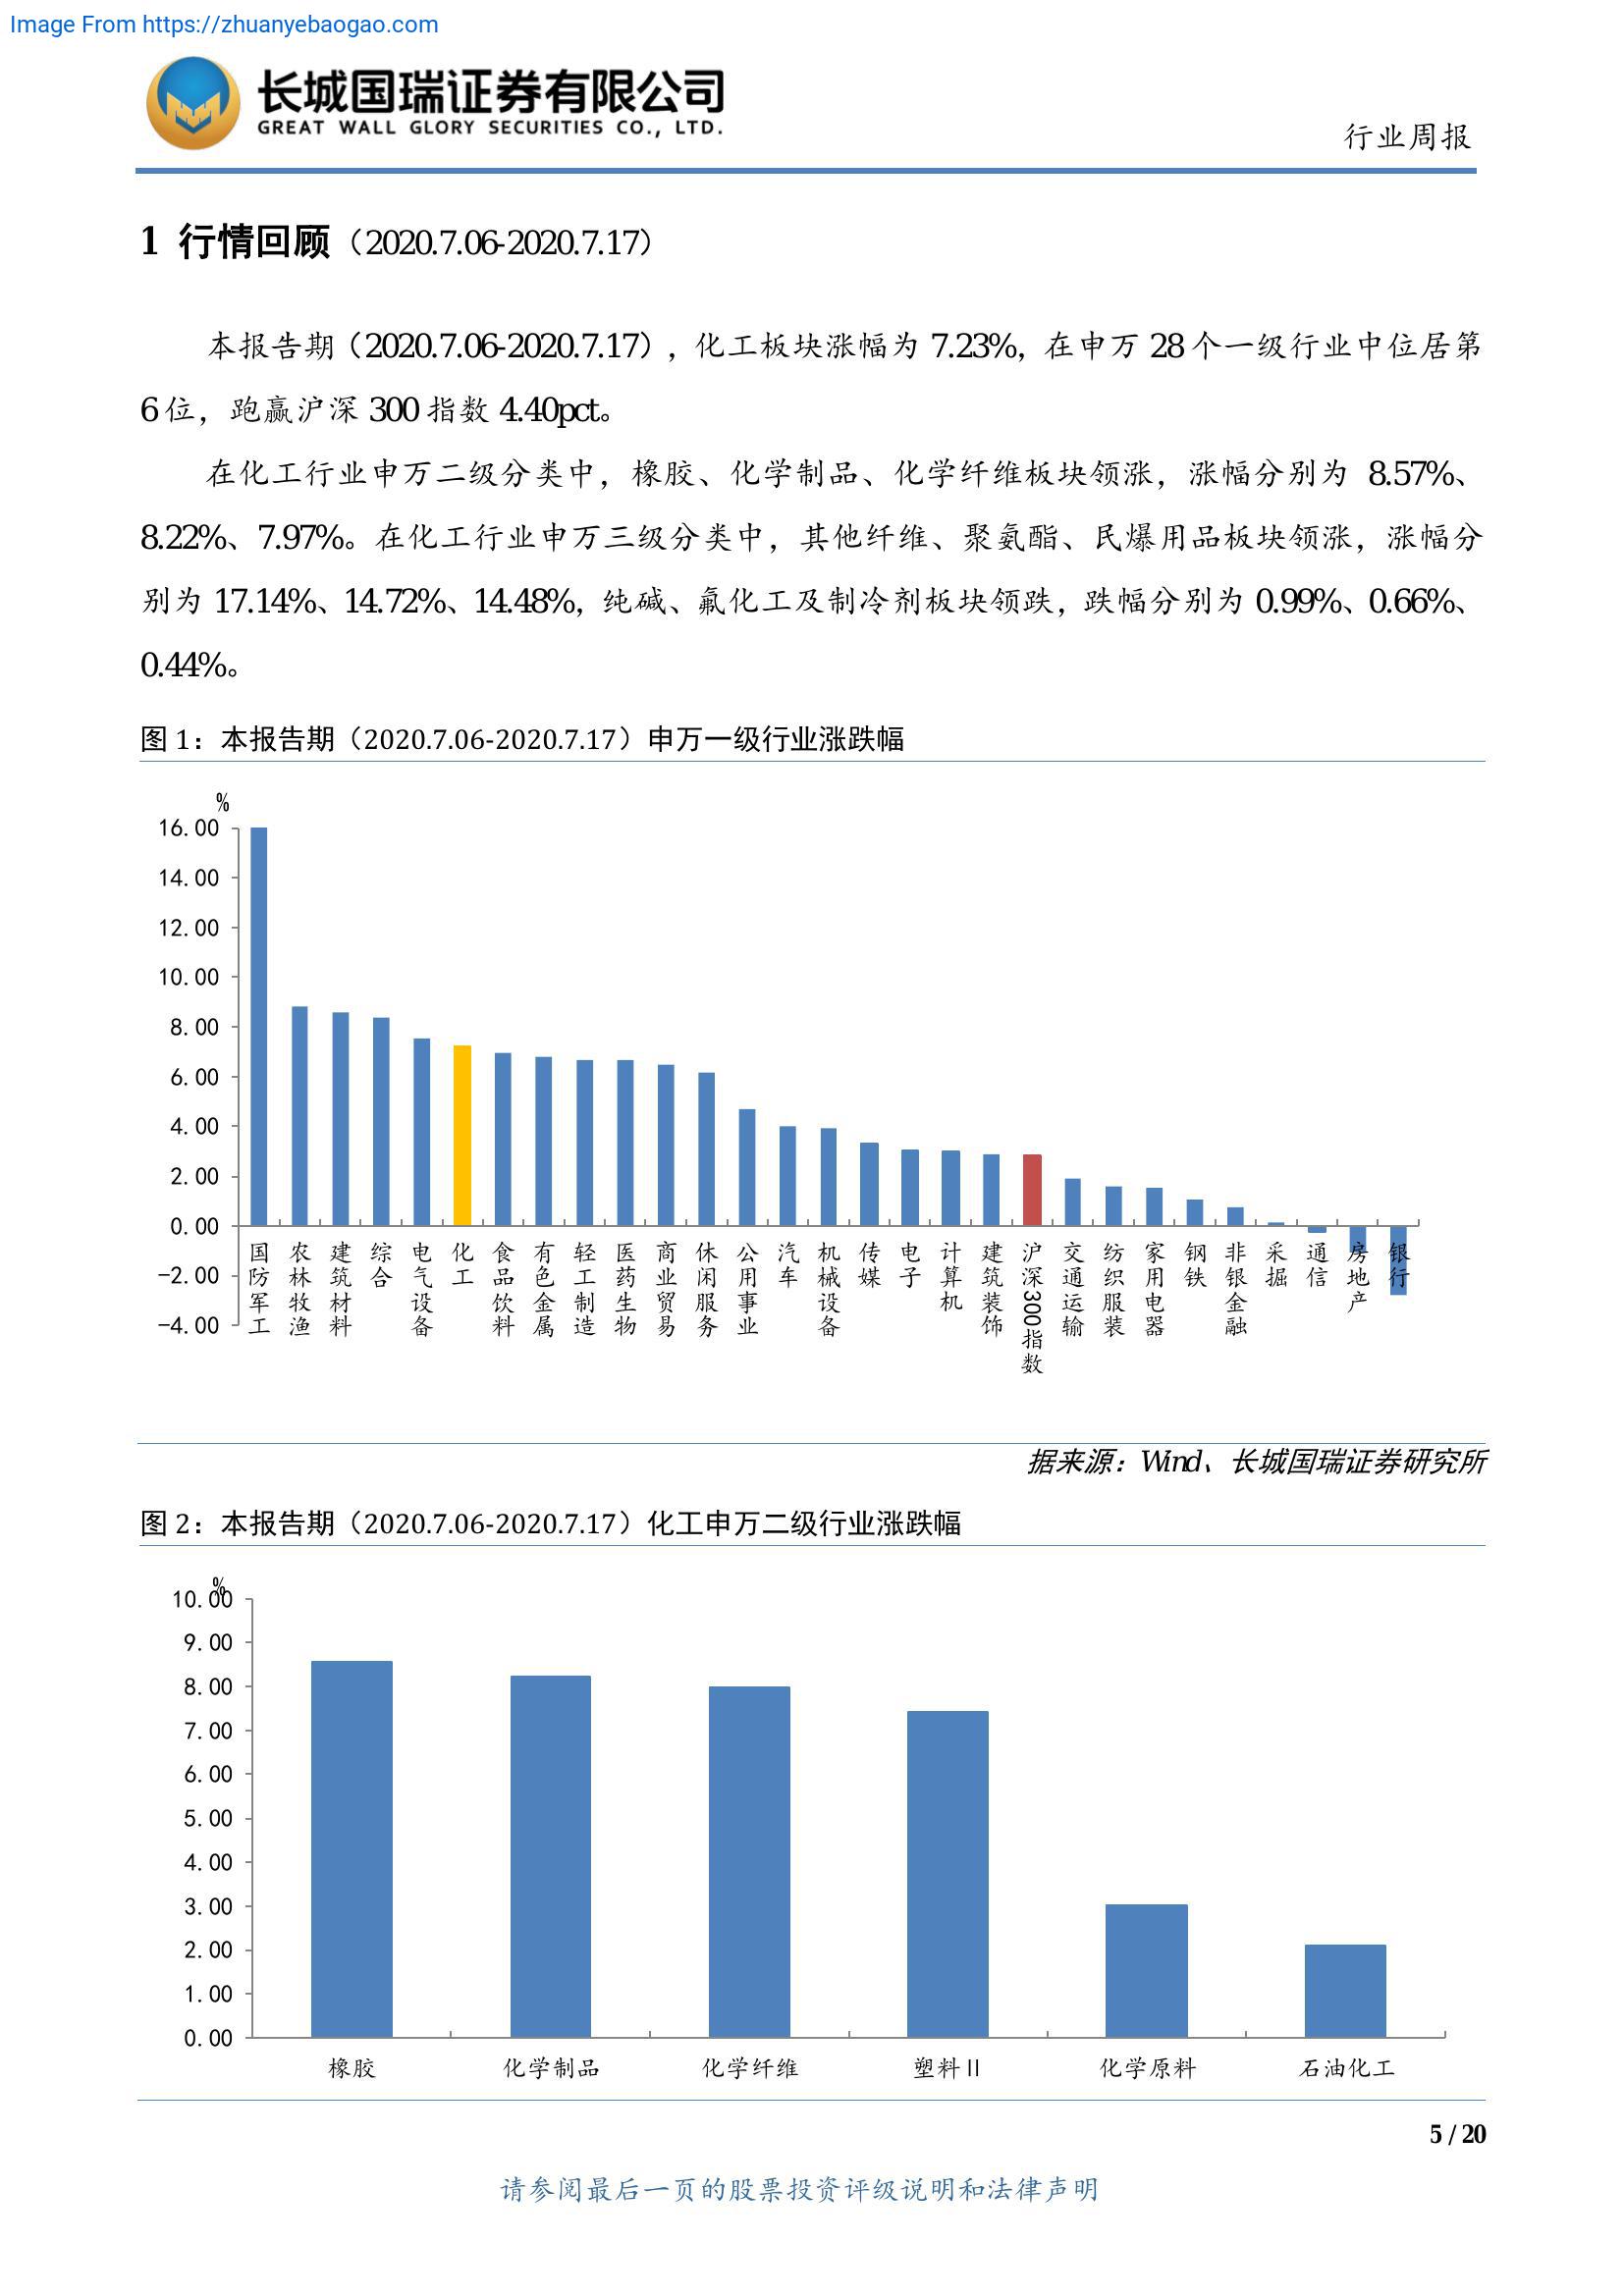 Image From https://zhuanyebaogao.com
长城国瑞证券有限公司
GREAT WALL GLORY SECURITIES CO., LTD.
行业周报
1 行情回顾（2020.7.06-2020.7.17）
本报告期（2020.7.06-2020.7.17），化工板块涨幅为 7.23%，在申万 28 个一级行业中位居第
6 位，跑赢沪深 300 指数 4.40pct。
在化工行业申万二级分类中，橡胶、化学制品、化学纤维板块领涨，涨幅分别为 8.57%、
8.22%、7.97%。在化工行业申万三级分类中，其他纤维、聚氨酯、民爆用品板块领涨，涨幅分
别为 17.14%、14.72%、14.48%，纯碱、氟化工及制冷剂板块领跌，跌幅分别为 0.99%、0.66%、
0.44%。
图 1：本报告期（2020.7.06-2020.7.17）申万一级行业涨跌幅
%
16.00
14.00
12.00
10.00
8.00
6.00
4.00
2.00
0.00
-2.00
-4.00
国防军工
农林牧渔
建筑材料
综合
电气设备
化工
食品饮料
有色金属
轻工制造
医药生物
商业贸易
休闲服务
公用事业
汽车
机械设备
传媒
电子
计算机
建筑装饰
沪深300指数
交通运输
纺织服装
家用电器
钢铁
非银金融
采掘
通信
房地产
银行
据来源：Wind、长城国瑞证券研究所
图 2：本报告期（2020.7.06-2020.7.17）化工申万二级行业涨跌幅
%
10.00
9.00
8.00
7.00
6.00
5.00
4.00
3.00
2.00
1.00
0.00
橡胶
化学制品
化学纤维
塑料Ⅱ
化学原料
石油化工
5 / 20
请参阅最后一页的股票投资评级说明和法律声明